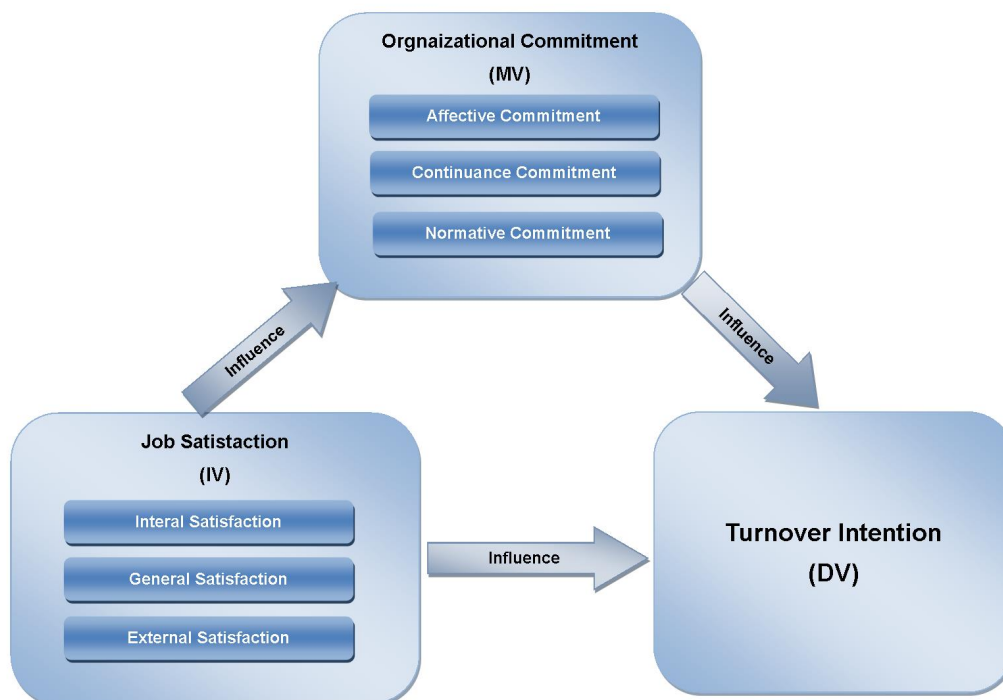 Orgnaizational Commitment
(MV)
Affective Commitment
Continuance Commitment
Normative Commitment
Influence
Influence
Job Satistaction
(IV)
Interal Satisfaction
General Satisfaction
External Satisfaction
Influence
Turnover Intention
(DV)